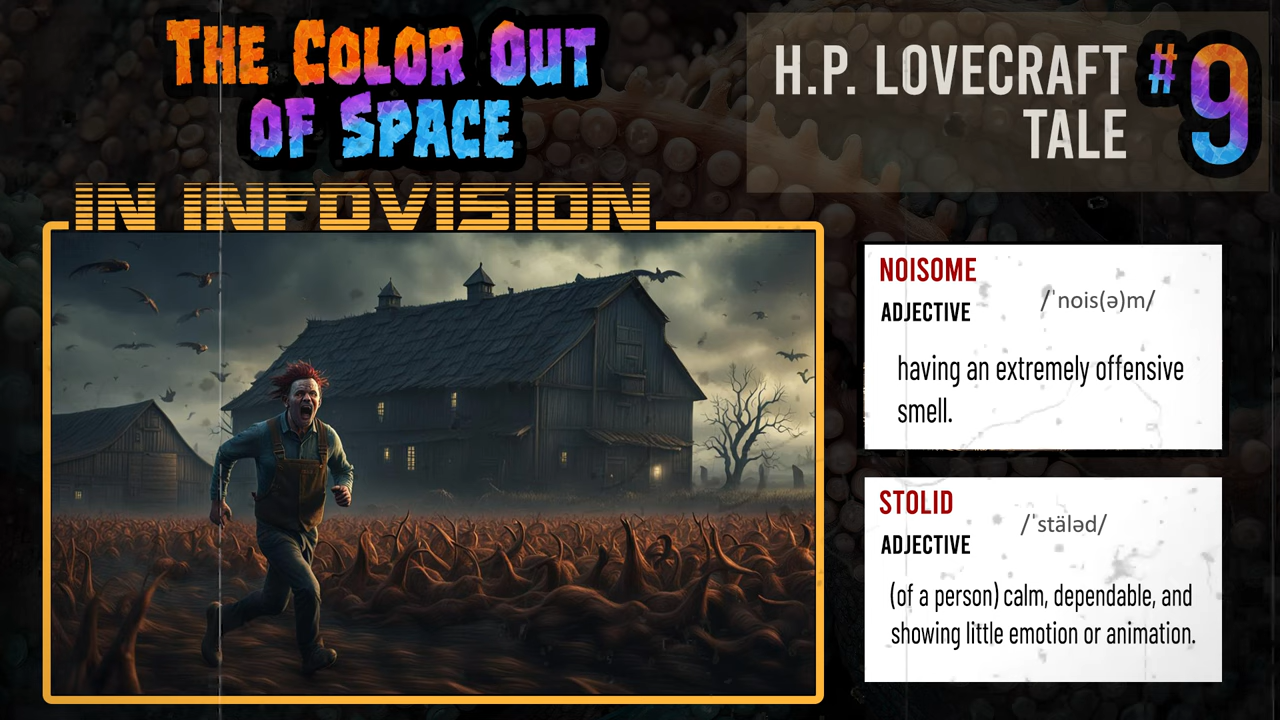 The Color Out
of Space
IN INFOVISION
H.P. LOVECRAFT #9
TALE
NOISOME
ADJECTIVE /ˈnois(ə)m/
having an extremely offensive
smell.
STOLID
ADJECTIVE /ˈstäləd/
(of a person) calm, dependable, and
showing little emotion or animation.